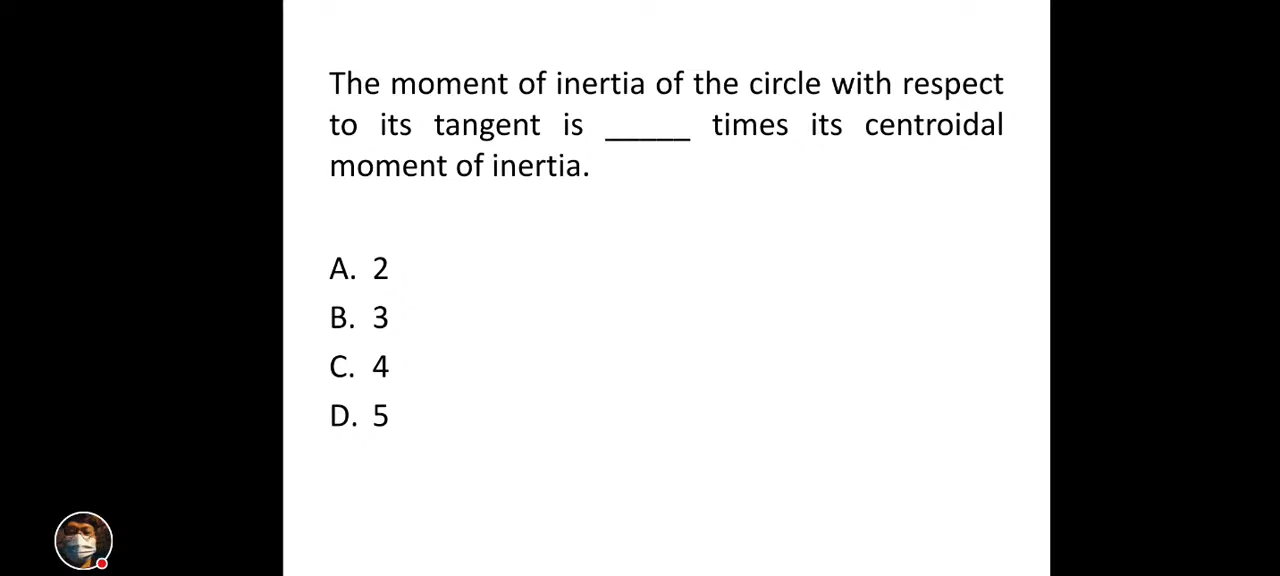 The moment of inertia of the circle with respect
to its tangent is _____ times its centroidal
moment of inertia.
A. 2
B. 3
C. 4
D. 5